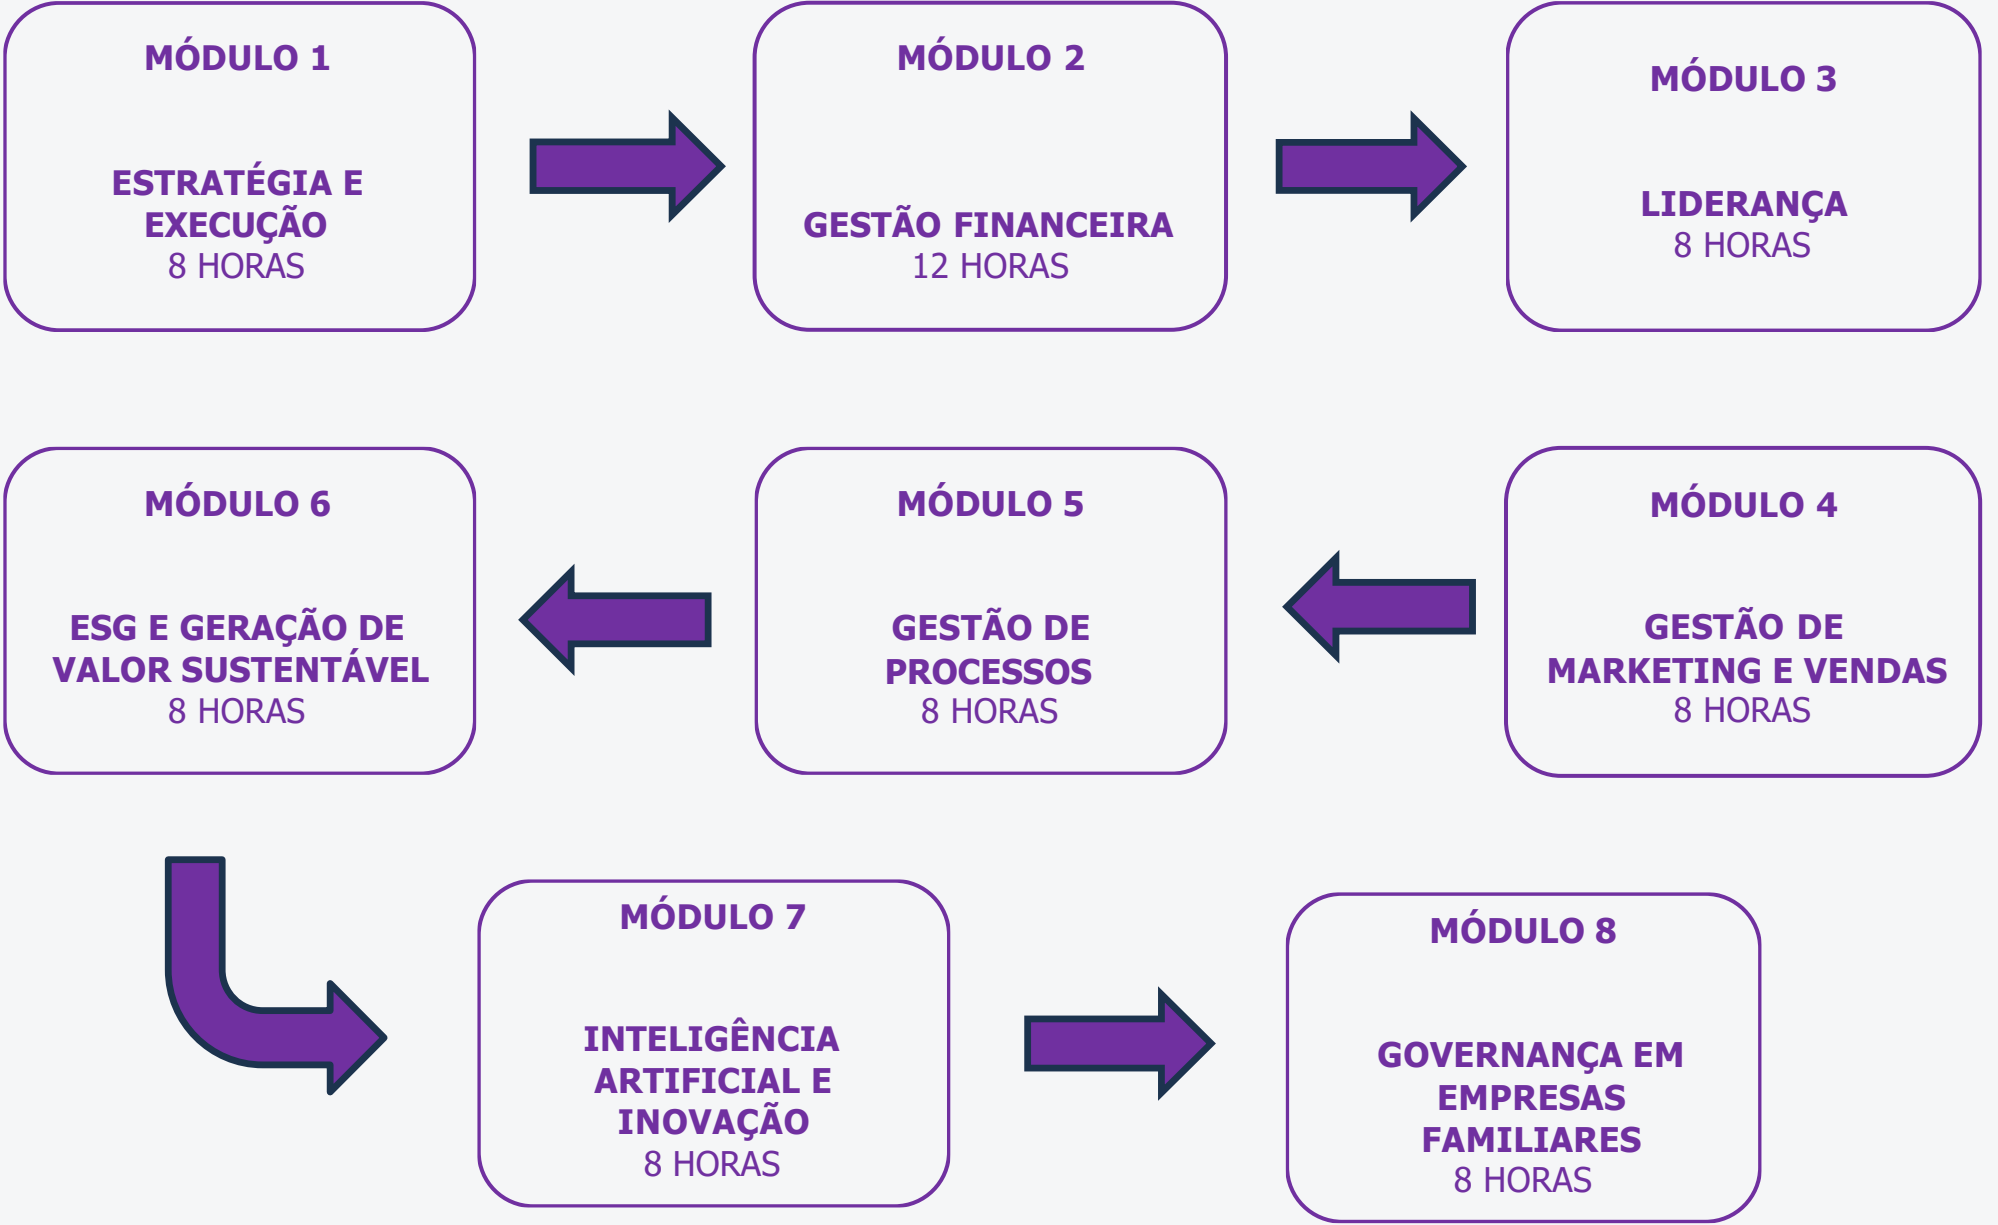 MÓDULO 1
ESTRATÉGIA E
EXECUÇÃO
8 HORAS
MÓDULO 2
GESTÃO FINANCEIRA
12 HORAS
MÓDULO 3
LIDERANÇA
8 HORAS
MÓDULO 4
GESTÃO DE
MARKETING E VENDAS
8 HORAS
MÓDULO 5
GESTÃO DE
PROCESSOS
8 HORAS
MÓDULO 6
ESG E GERAÇÃO DE
VALOR SUSTENTÁVEL
8 HORAS
MÓDULO 7
INTELIGÊNCIA
ARTIFICIAL E
INOVAÇÃO
8 HORAS
MÓDULO 8
GOVERNANÇA EM
EMPRESAS
FAMILIARES
8 HORAS